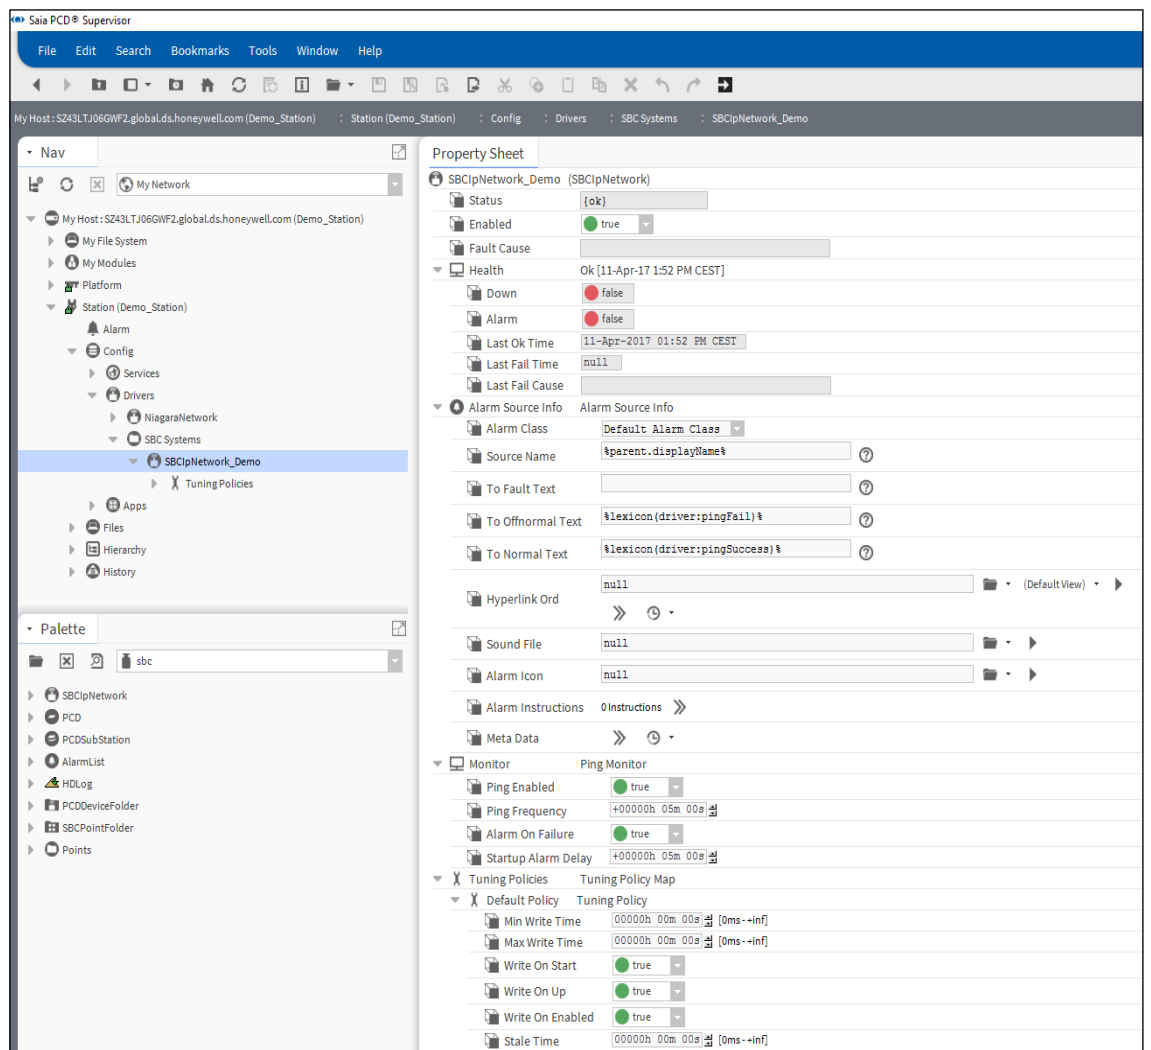 Saia PCD® Supervisor
File Edit Search Bookmarks Tools Window Help
My Host : SZ43LTJ06GWF2.global.ds.honeywell.com (Demo_Station) : Station (Demo_Station) : Config : Drivers : SBC Systems : SBCIpNetwork_Demo
Nav
My Network
My Host : SZ43LTJ06GWF2.global.ds.honeywell.com (Demo_Station)
My File System
My Modules
Platform
Station (Demo_Station)
Alarm
Config
Services
Drivers
NiagaraNetwork
SBC Systems
SBCIpNetwork_Demo
Tuning Policies
Apps
Files
Hierarchy
History
Palette
sbc
SBCIpNetwork
PCD
PCDSubStation
AlarmList
HDLog
PCDDeviceFolder
SBCPointFolder
Points
Property Sheet
SBCIpNetwork_Demo (SBCIpNetwork)
Status {ok}
Enabled true
Fault Cause
Health Ok [11-Apr-17 1:52 PM CEST]
Down false
Alarm false
Last Ok Time 11-Apr-2017 01:52 PM CEST
Last Fail Time null
Last Fail Cause
Alarm Source Info Alarm Source Info
Alarm Class Default Alarm Class
Source Name %parent.displayName%
To Fault Text
To Offnormal Text %lexicon(driver:pingFail)%
To Normal Text %lexicon(driver:pingSuccess)%
Hyperlink Ord null (Default View)
Sound File null
Alarm Icon null
Alarm Instructions 0 Instructions
Meta Data
Monitor Ping Monitor
Ping Enabled true
Ping Frequency +00000h 05m 00s
Alarm On Failure true
Startup Alarm Delay +00000h 05m 00s
Tuning Policies Tuning Policy Map
Default Policy Tuning Policy
Min Write Time 00000h 00m 00s [0ms - +inf]
Max Write Time 00000h 00m 00s [0ms - +inf]
Write On Start true
Write On Up true
Write On Enabled true
Stale Time 00000h 00m 00s [0ms - +inf]